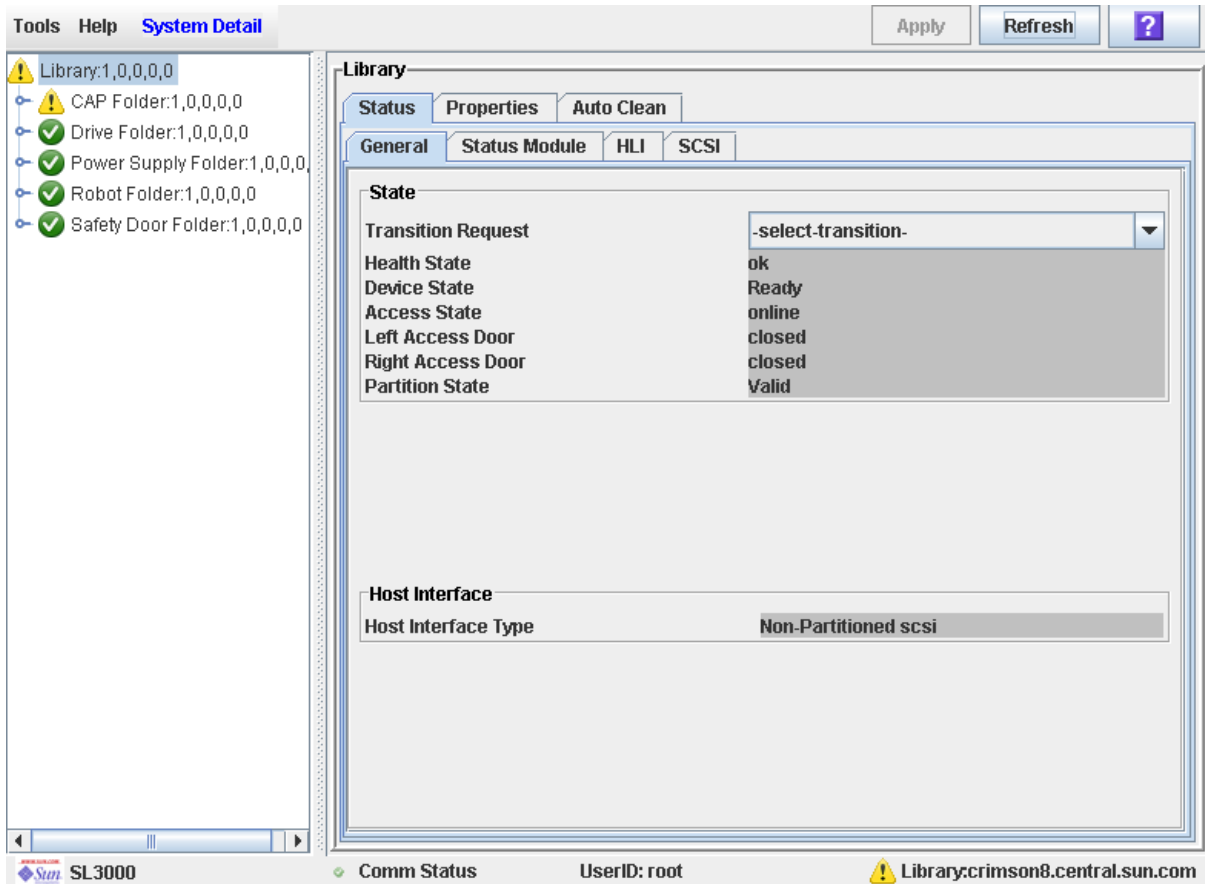 Tools Help System Detail
Apply Refresh ?
Library:1,0,0,0,0
CAP Folder:1,0,0,0,0
Drive Folder:1,0,0,0,0
Power Supply Folder:1,0,0,0,
Robot Folder:1,0,0,0,0
Safety Door Folder:1,0,0,0,0
Library
Status Properties Auto Clean
General Status Module HLI SCSI
State
Transition Request -select-transition-
Health State ok
Device State Ready
Access State online
Left Access Door closed
Right Access Door closed
Partition State Valid
Host Interface
Host Interface Type Non-Partitioned scsi
Sun SL3000 Comm Status UserID: root Library:crimson8.central.sun.com